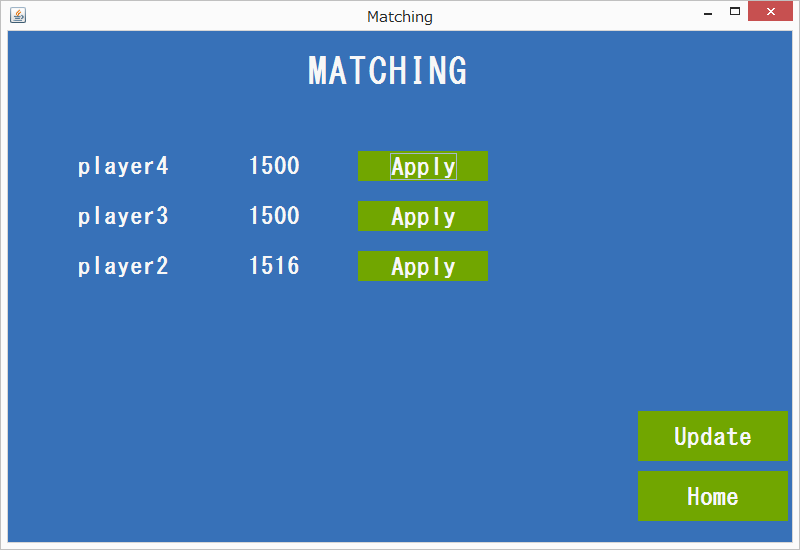 Matching
MATCHING
player4 1500 Apply
player3 1500 Apply
player2 1516 Apply
Update
Home